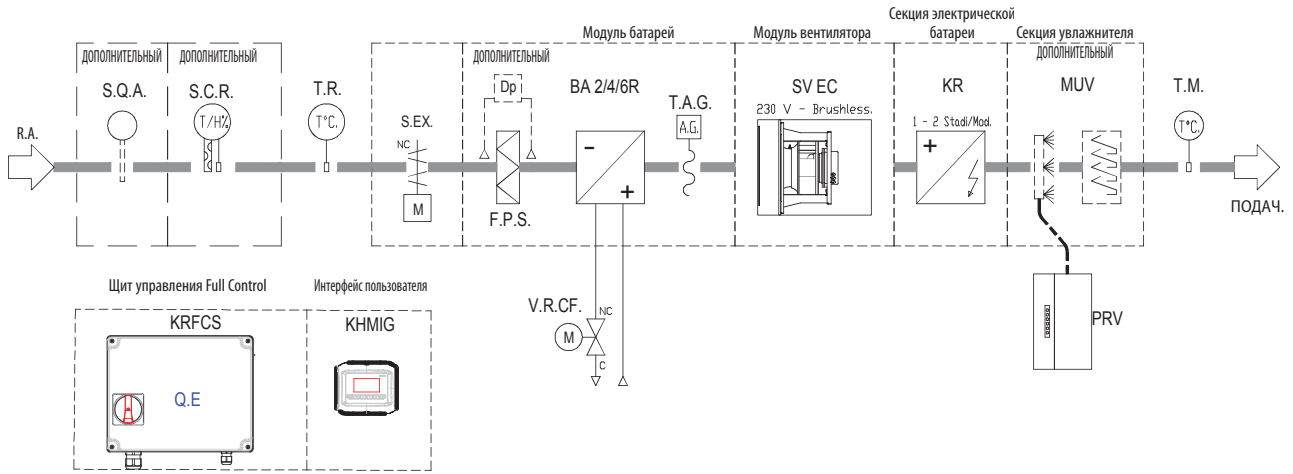 Секция электрической батареи
Модуль батарей
Модуль вентилятора
Секция увлажнителя
ДОПОЛНИТЕЛЬНЫЙ
ДОПОЛНИТЕЛЬНЫЙ
ДОПОЛНИТЕЛЬНЫЙ
ДОПОЛНИТЕЛЬНЫЙ
S.Q.A.
S.C.R.
T.R.
Dp
BA 2/4/6R
T.A.G.
SV EC
KR
MUV
T.M.
230 V - Brushless.
1 - 2 Stadi/Mod.
T/H%
T°C.
S.EX.
A.G.
T°C.
R.A.
NC
-
+
+
M
F.P.S.
ПОДАЧ.
Щит управления Full Control
Интерфейс пользователя
KRFCS
KHMIG
V.R.CF.
NC
M
C
PRV
Q.E